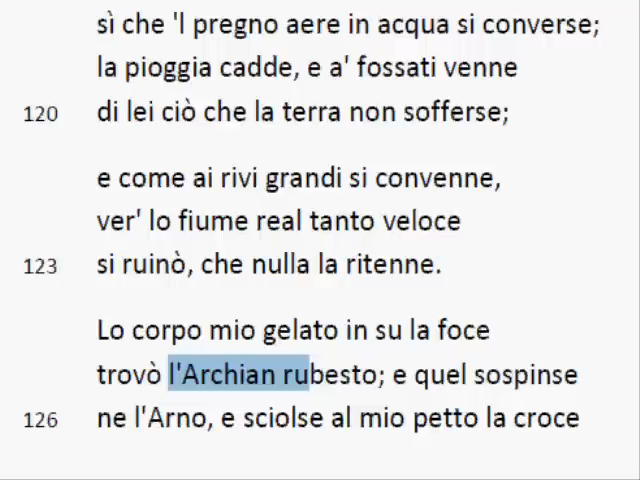 sì che 'l pregno aere in acqua si converse;
la pioggia cadde, e a' fossati venne
120 di lei ciò che la terra non sofferse;
e come ai rivi grandi si convenne,
ver' lo fiume real tanto veloce
123 si ruinò, che nulla la ritenne.
Lo corpo mio gelato in su la foce
trovò l'Archian rubesto; e quel sospinse
126 ne l'Arno, e sciolse al mio petto la croce